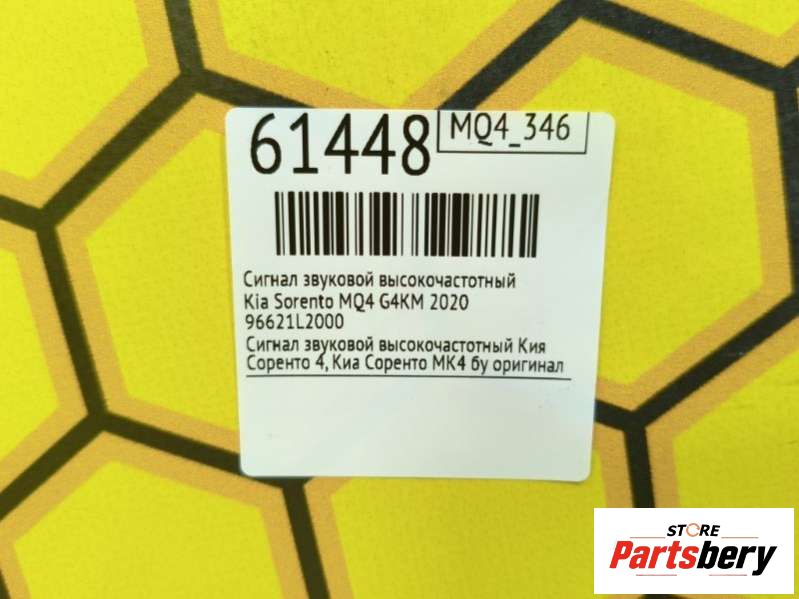 61448
MQ4_346
Сигнал звуковой высокочастотный
Kia Sorento MQ4 G4KM 2020
96621L2000
Сигнал звуковой высокочастотный Кия
Соренто 4, Киа Соренто МК4 бу оригинал
STORE
Partsbery